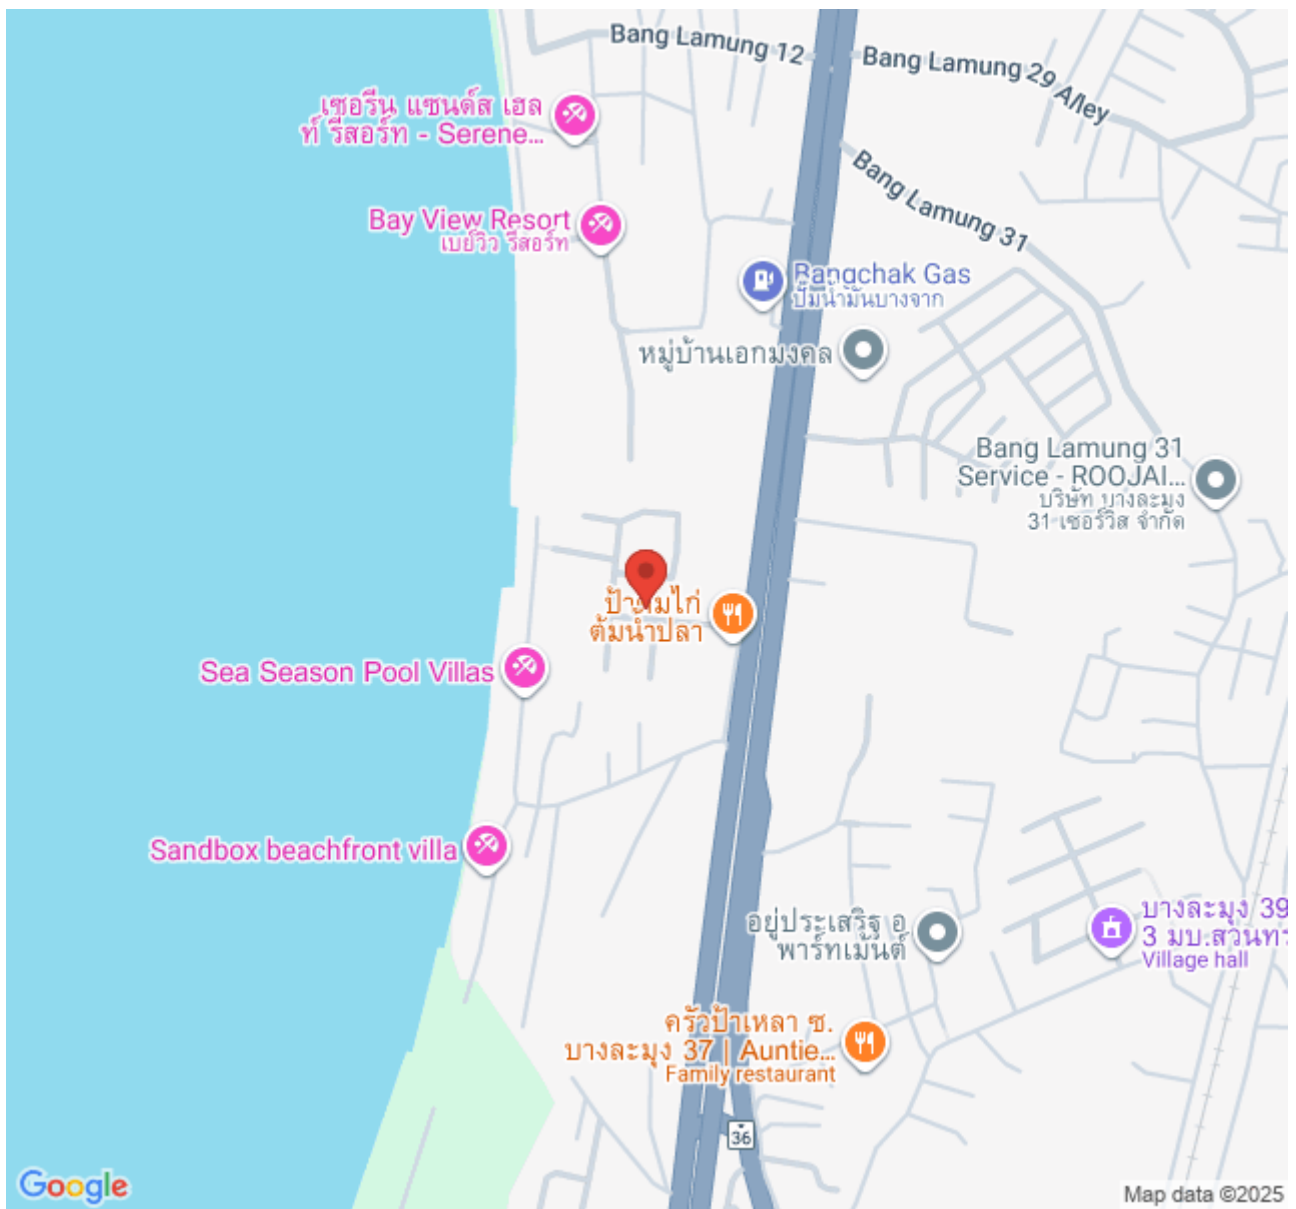 Bang Lamung 12
Bang Lamung 29 Alley
เซอรีน แซนด์ส เฮล
ท์ รีสอร์ท - Serene...
Bang Lamung 31
Bay View Resort
เบย์วิว รีสอร์ท
Bangchak Gas
ปั๊มน้ำมันบางจาก
หมู่บ้านเอกมงคล
Bang Lamung 31
Service - ROOJAI...
บริษัท บางละมุง
31 เซอร์วิส จำกัด
ต้มน้ำปลา
Sea Season Pool Villas
Sandbox beachfront villa
อยู่ประเสริฐ อ
พาร์ทเม้นต์
บางละมุง 39
3 มบ.สวนทร
Village hall
ครัวป้าเหลา ซ.
บางละมุง 37 | Auntie...
Family restaurant
36
Google
Map data ©2025